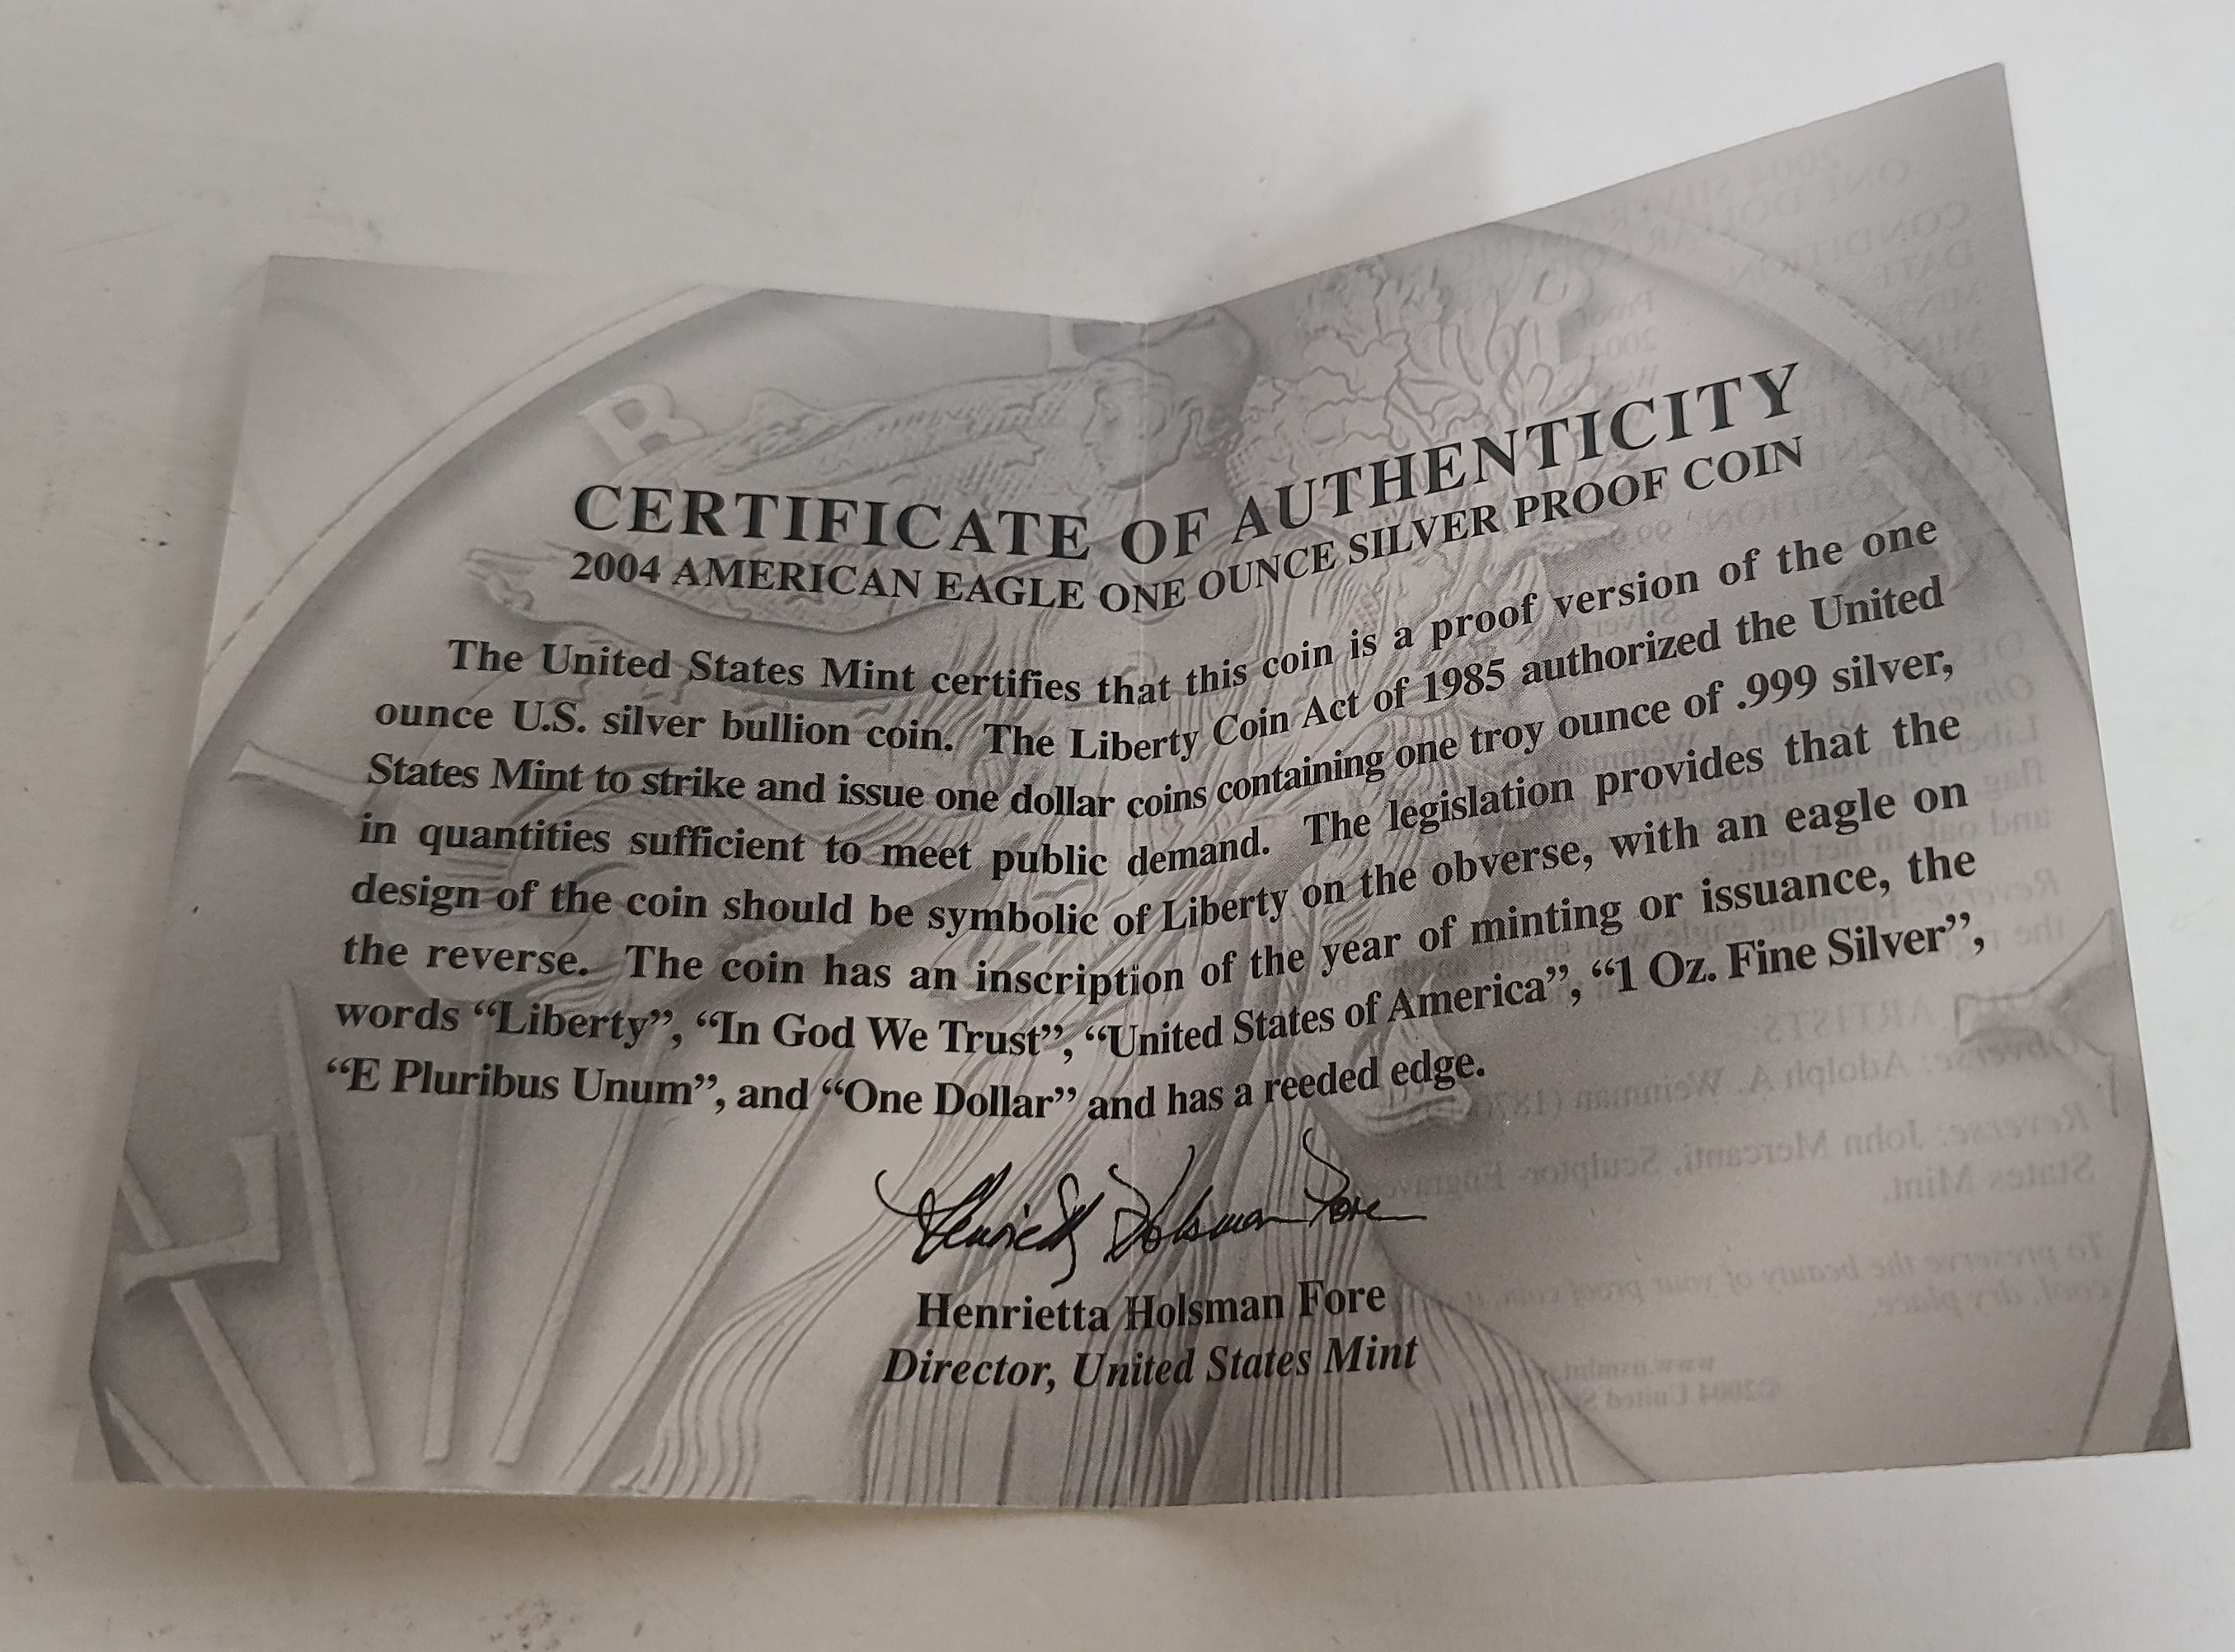 CERTIFICATE OF AUTHENTICITY
2004 AMERICAN EAGLE ONE OUNCE SILVER PROOF COIN
The United States Mint certifies that this coin is a proof version of the one
ounce U.S. silver bullion coin. The Liberty Coin Act of 1985 authorized the United
States Mint to strike and issue one dollar coins containing one troy ounce of .999 silver,
in quantities sufficient to meet public demand. The legislation provides that the
design of the coin should be symbolic of Liberty on the obverse, with an eagle on
the reverse. The coin has an inscription of the year of minting or issuance, the
words “Liberty”, “In God We Trust”, “United States of America”, “1 Oz. Fine Silver”,
“E Pluribus Unum”, and “One Dollar” and has a reeded edge.
Henrietta Holsman Fore
Henrietta Holsman Fore
Director, United States Mint